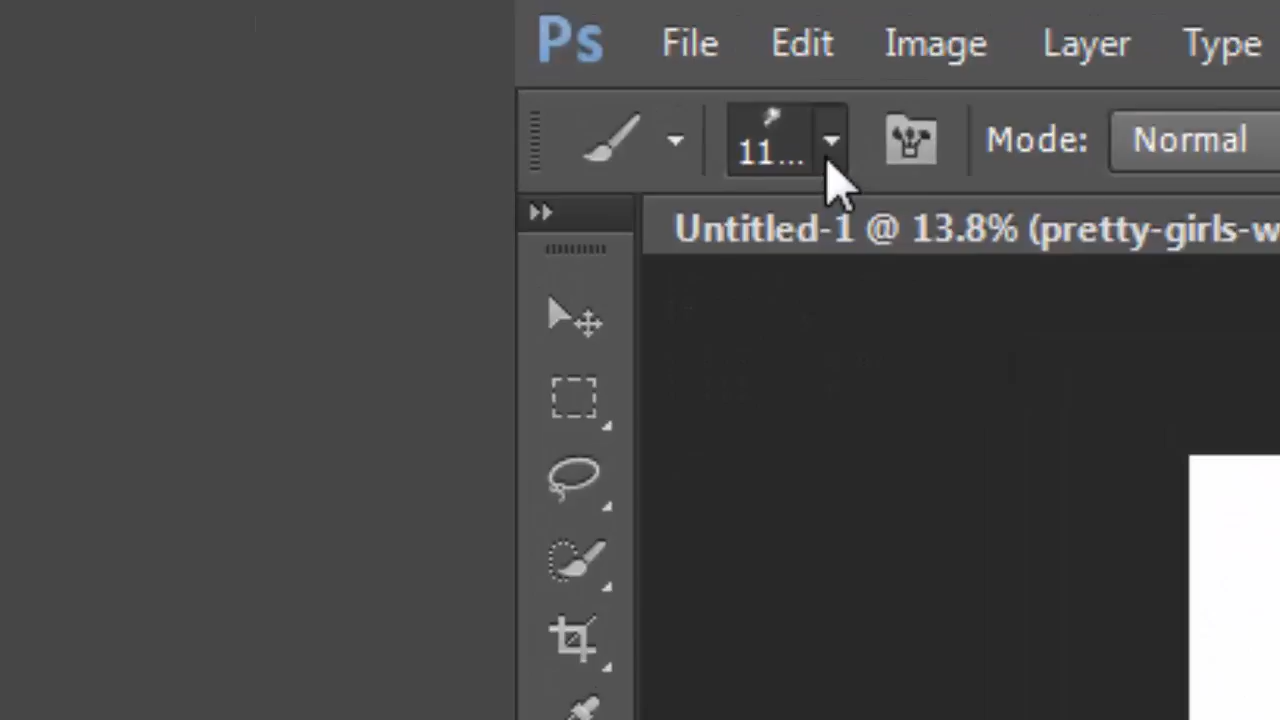 Ps File Edit Image Layer Type
11... Mode: Normal
Untitled-1 @ 13.8% (pretty-girls-w